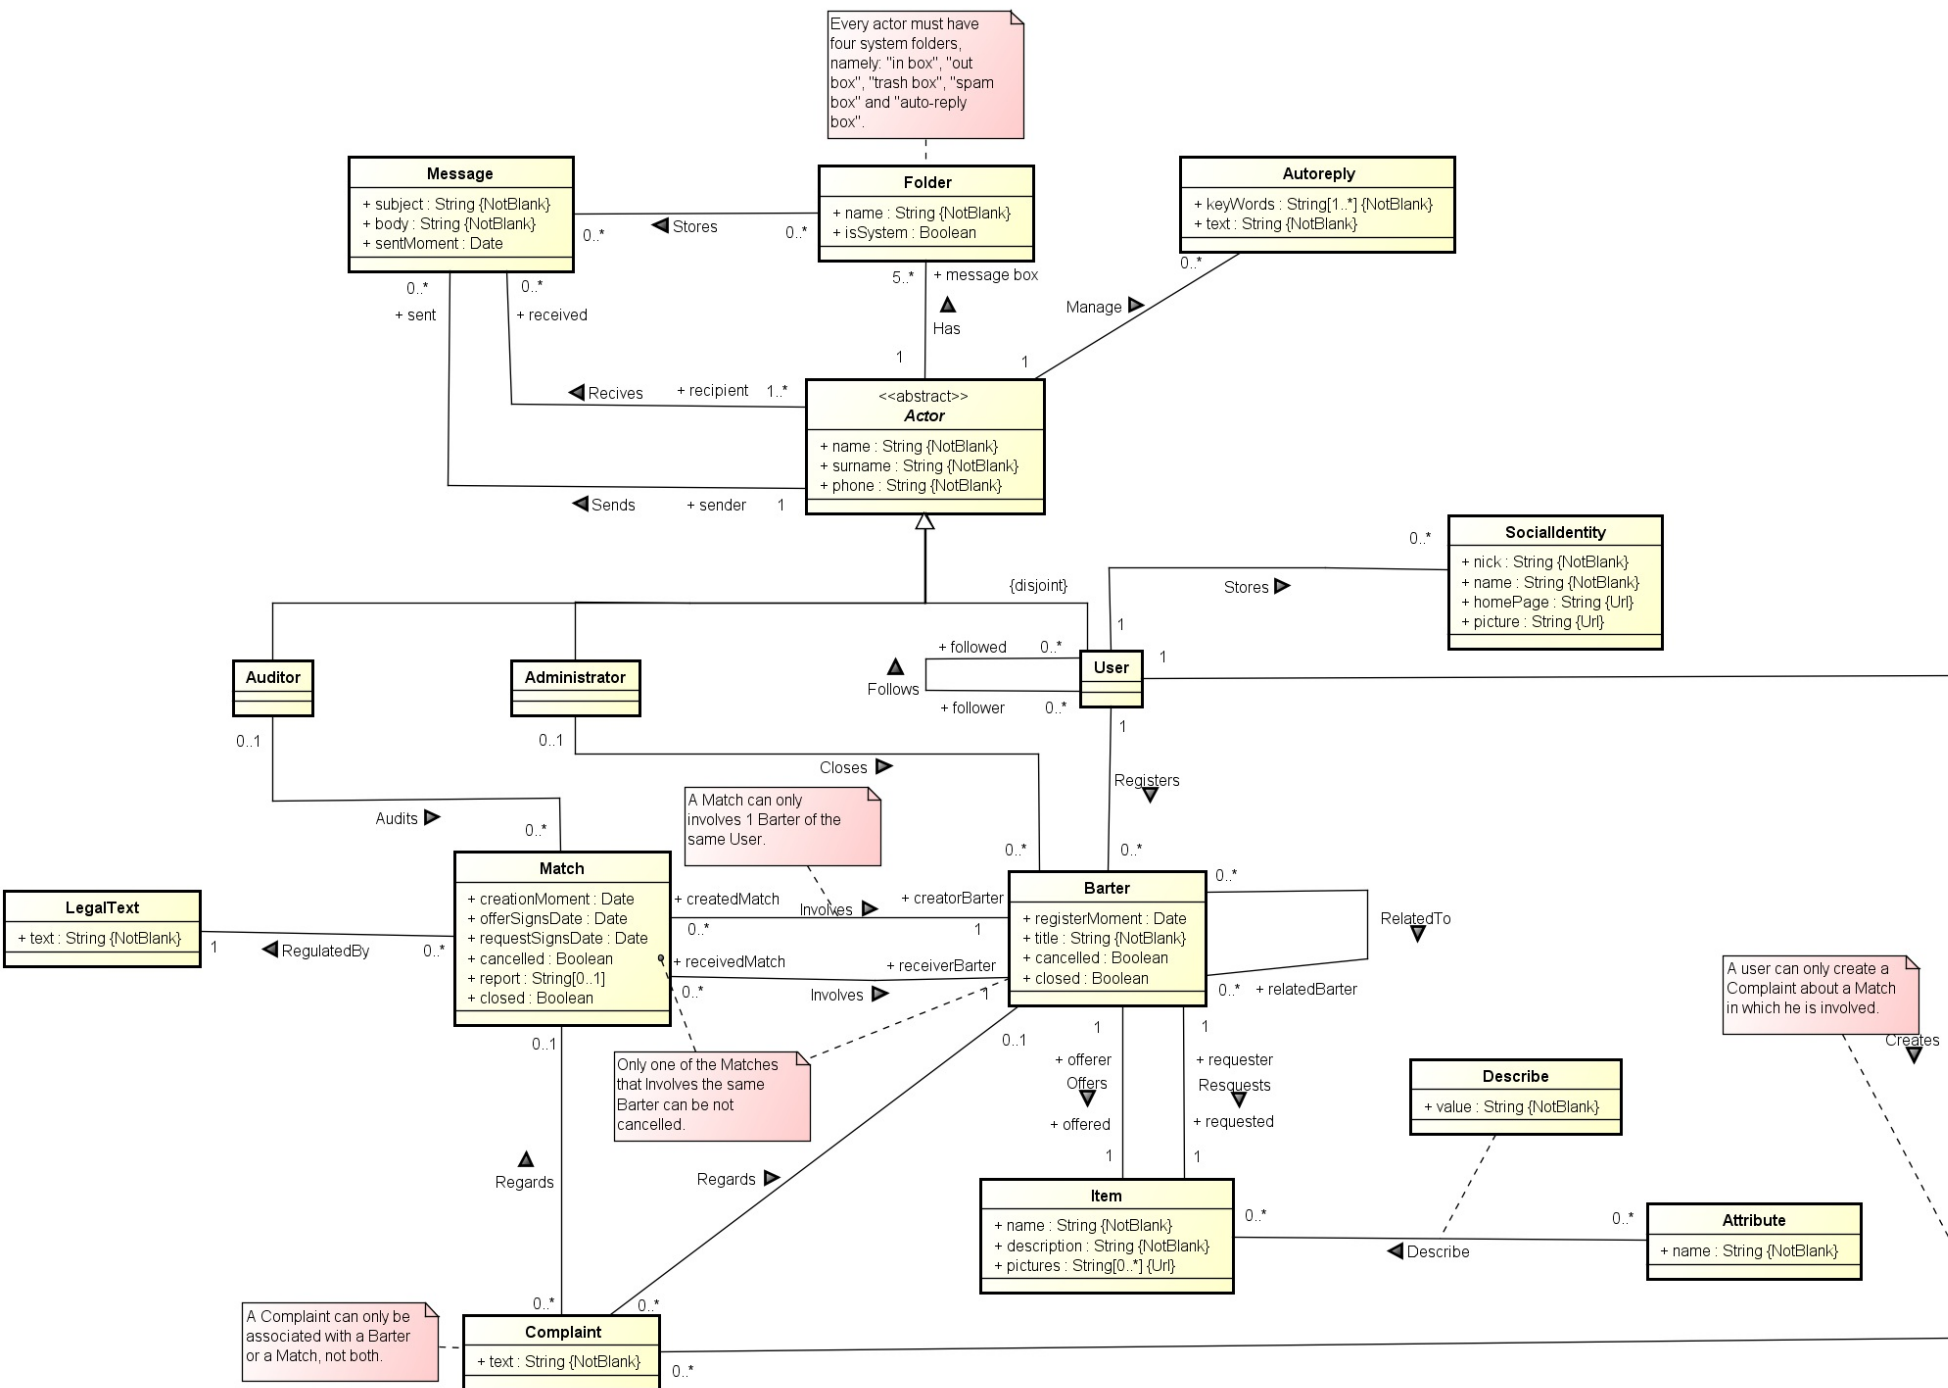 Every actor must have
four system folders,
namely: "in box", "out
box", "trash box", "spam
box" and "auto-reply
box".
Message
+ subject : String {NotBlank}
+ body : String {NotBlank}
+ sentMoment : Date
Folder
+ name : String {NotBlank}
+ isSystem : Boolean
Autoreply
+ keyWords : String[1..*] {NotBlank}
+ text : String {NotBlank}
0..*
Stores
0..*
0..*
+ sent
0..*
+ received
5..*
+ message box
Has
1
0..*
Manage
1
Recives
+ recipient
1..*
Sends
+ sender
1
<<abstract>>
Actor
+ name : String {NotBlank}
+ surname : String {NotBlank}
+ phone : String {NotBlank}
{disjoint}
0..*
Stores
1
SocialIdentity
+ nick : String {NotBlank}
+ name : String {NotBlank}
+ homePage : String {Url}
+ picture : String {Url}
Auditor
Administrator
User
+ followed
0..*
Follows
+ follower
0..*
1
1
0..1
0..1
Closes
Registers
Audits
0..*
0..*
0..*
A Match can only
involves 1 Barter of the
same User.
Match
+ creationMoment : Date
+ offerSignsDate : Date
+ requestSignsDate : Date
+ cancelled : Boolean
+ report : String[0..1]
+ closed : Boolean
LegalText
+ text : String {NotBlank}
1
RegulatedBy
0..*
+ createdMatch
0..*
Involves
+ creatorBarter
1
+ receivedMatch
0..*
Involves
+ receiverBarter
1
Barter
+ registerMoment : Date
+ title : String {NotBlank}
+ cancelled : Boolean
+ closed : Boolean
0..*
RelatedTo
0..*
+ relatedBarter
A user can only create a
Complaint about a Match
in which he is involved.
Creates
0..1
0..1
Only one of the Matches
that Involves the same
Barter can be not
cancelled.
1
+ offerer
Offers
+ offered
1
1
+ requester
Resquests
+ requested
1
Describe
+ value : String {NotBlank}
Regards
Regards
Item
+ name : String {NotBlank}
+ description : String {NotBlank}
+ pictures : String[0..*] {Url}
0..*
Describe
0..*
Attribute
+ name : String {NotBlank}
0..*
0..*
A Complaint can only be
associated with a Barter
or a Match, not both.
Complaint
+ text : String {NotBlank}
0..*